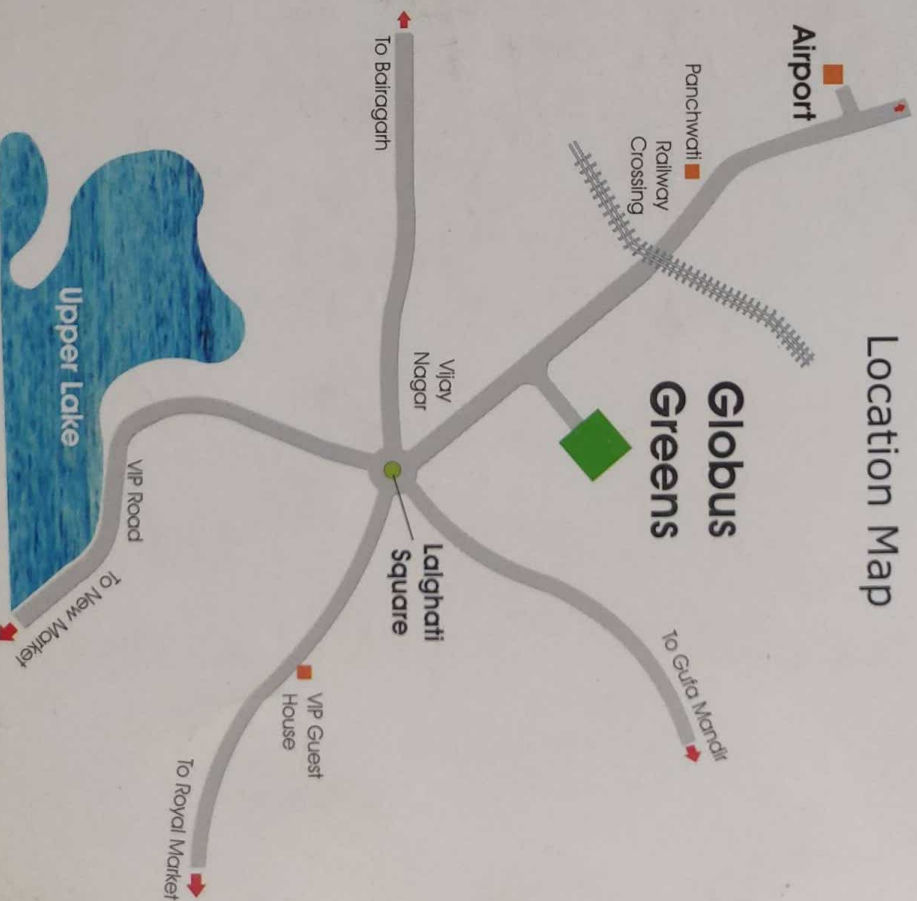 Location Map
Airport
Panchwati
Railway
Crossing
Globus
Greens
To Gufa Mandir
To Bairagarh
Vijay
Nagar
Lalghati
Square
VIP Guest
House
Upper Lake
VIP Road
To New Market
To Royal Market